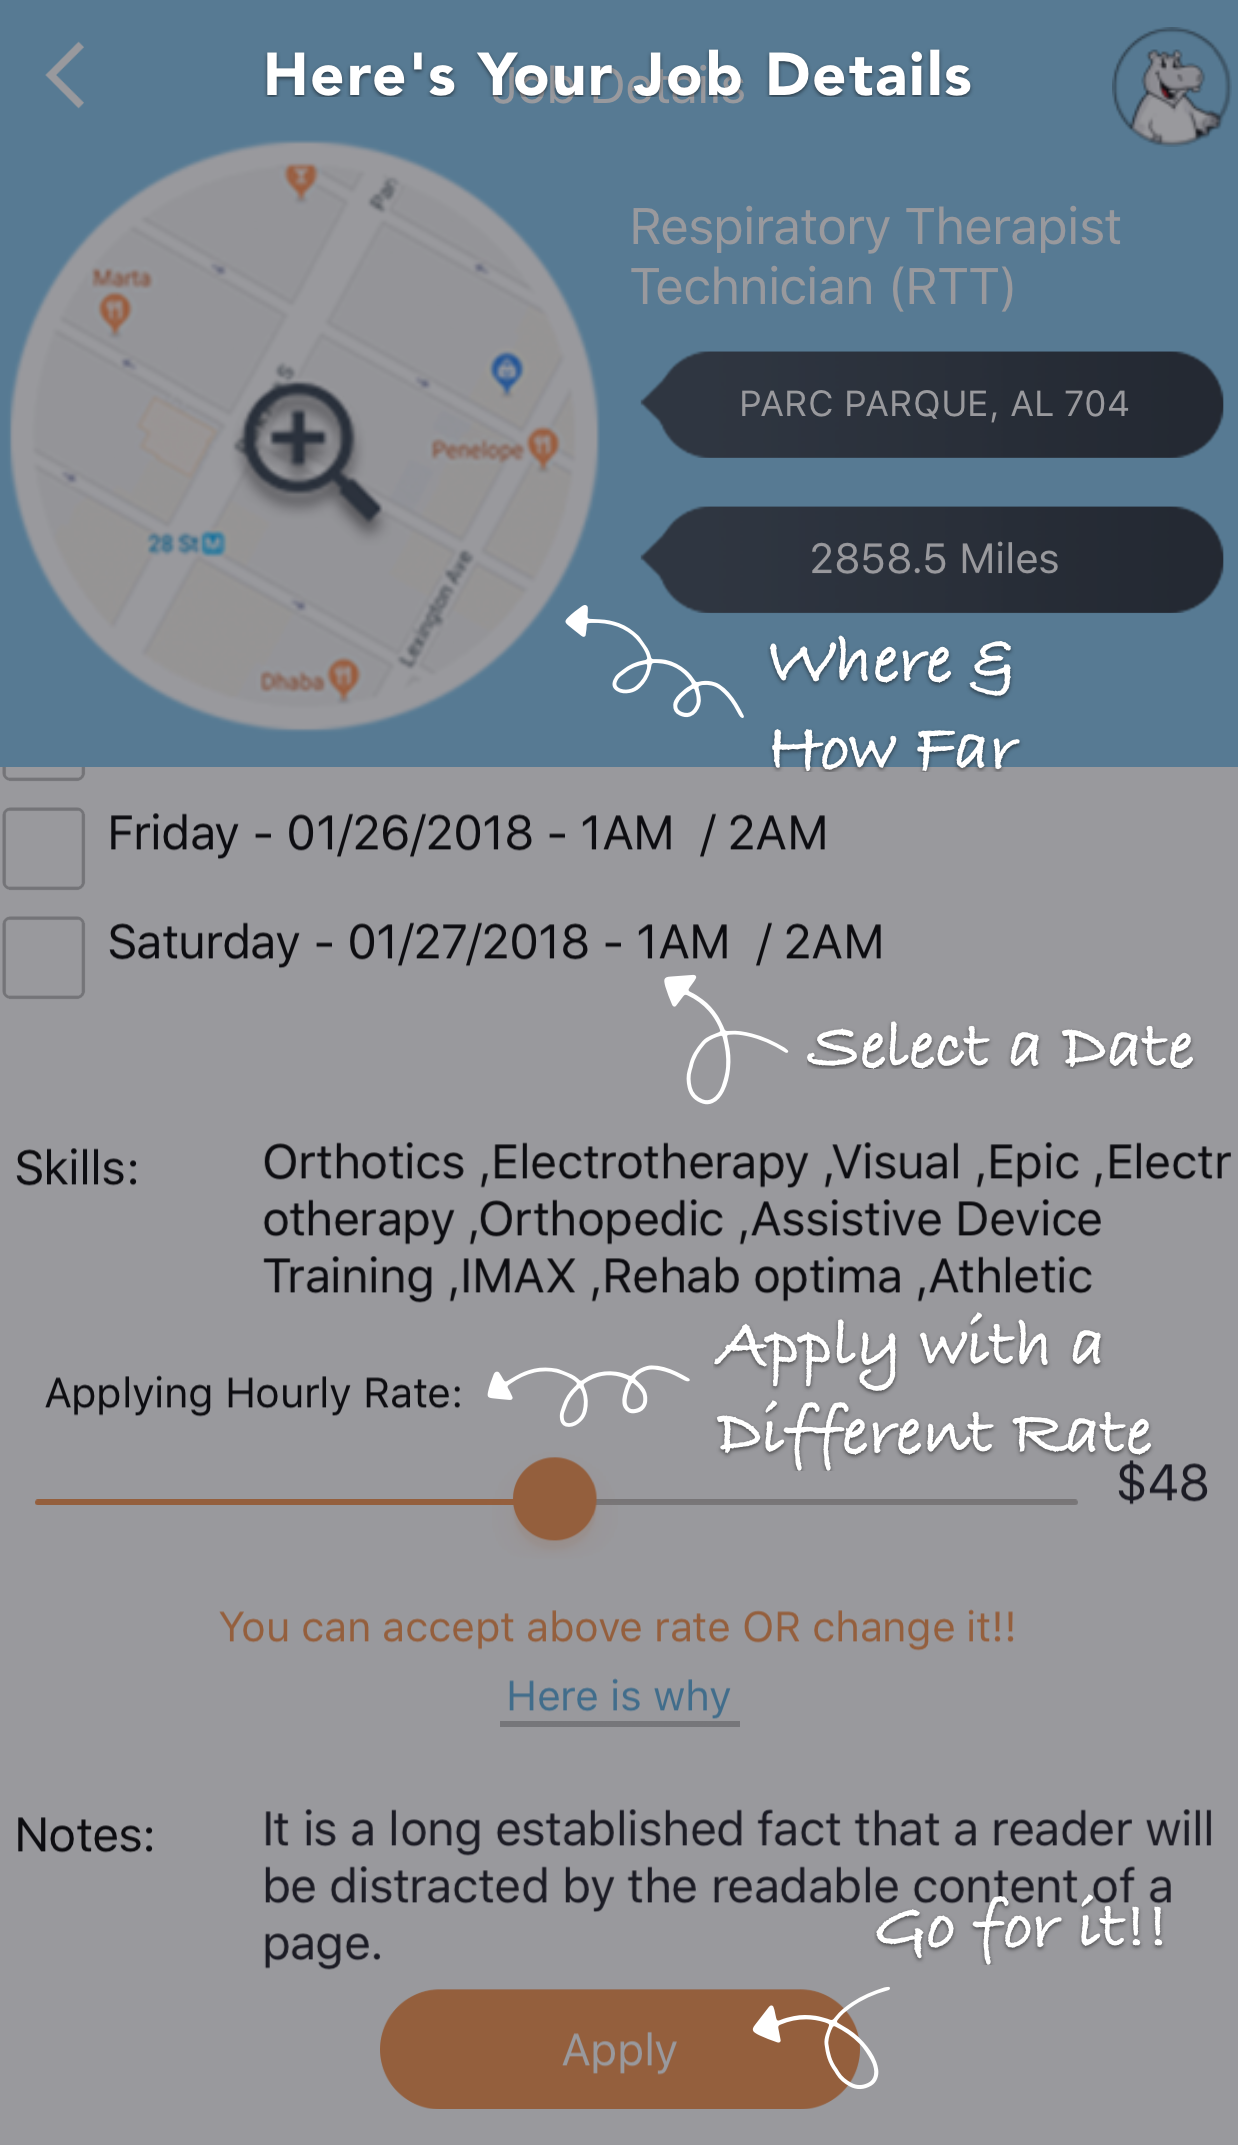 Here's Your Job Details
Job Details
Marta
Penelope
28 St
Lexington Ave
Dhaba
Respiratory Therapist
Technician (RTT)
PARC PARQUE, AL 704
2858.5 Miles
Where &
How Far
Friday - 01/26/2018 - 1AM / 2AM
Saturday - 01/27/2018 - 1AM / 2AM
Select a Date
Skills:
Orthotics ,Electrotherapy ,Visual ,Epic ,Electr
otherapy ,Orthopedic ,Assistive Device
Training ,IMAX ,Rehab optima ,Athletic
Apply with a
Different Rate
Applying Hourly Rate:
$48
You can accept above rate OR change it!!
Here is why
Notes:
It is a long established fact that a reader will
be distracted by the readable content of a
page.
Go for it!!
Apply